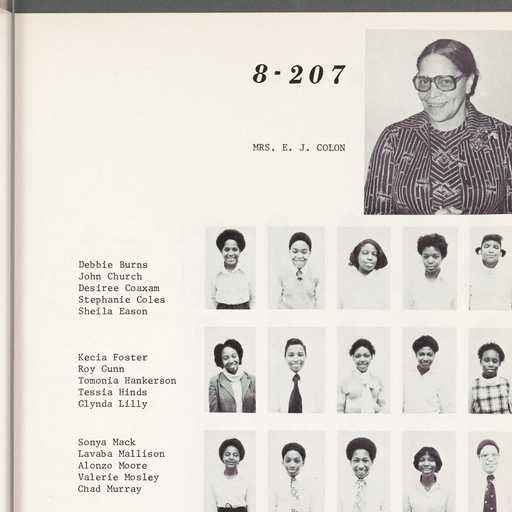 8-207
MRS. E. J. COLON
Debbie Burns
John Church
Desiree Coaxam
Stephanie Coles
Sheila Eason
Kecia Foster
Roy Gunn
Tomonia Hankerson
Tessia Hinds
Glynda Lilly
Sonya Mack
Lavaba Mallison
Alonzo Moore
Valerie Mosley
Chad Murray